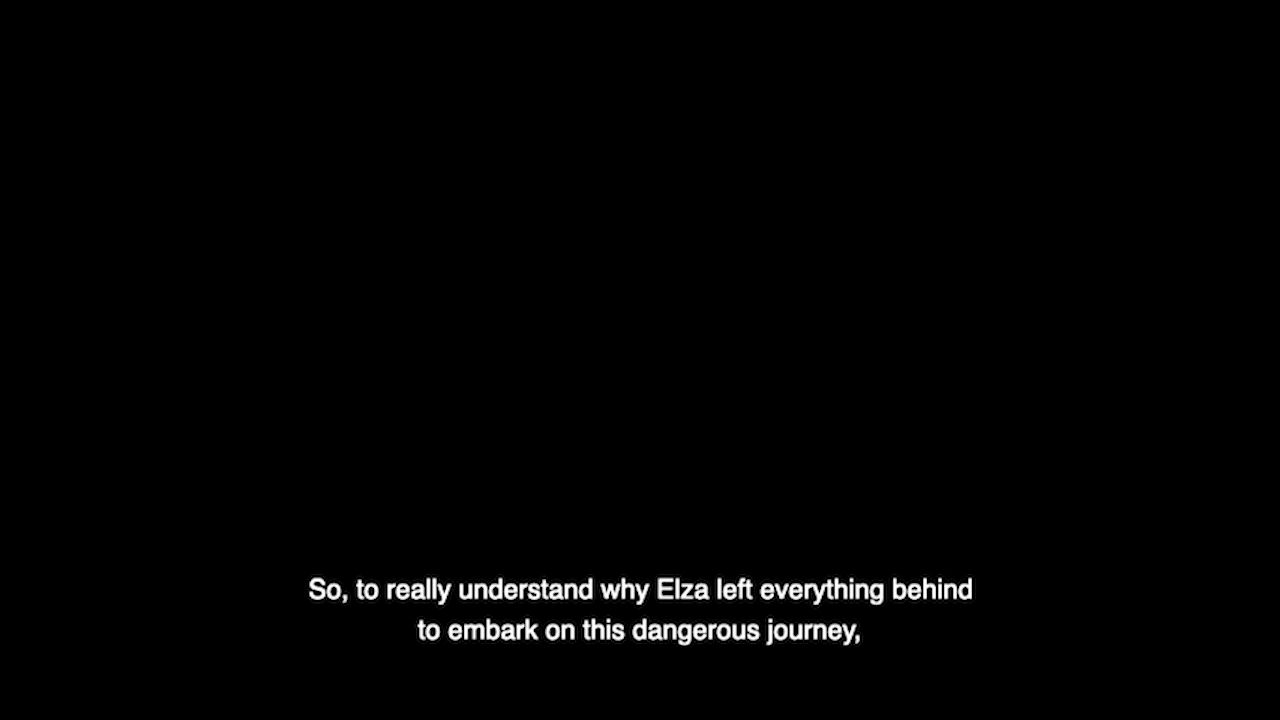 So, to really understand why Elza left everything behind
to embark on this dangerous journey,